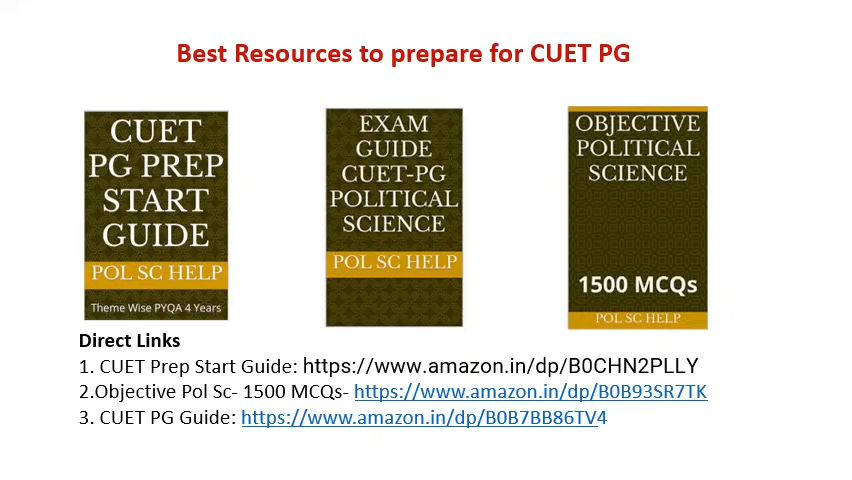 Best Resources to prepare for CUET PG
CUET
PG PREP
START
GUIDE
POL SC HELP
Theme Wise PYQA 4 Years
EXAM
GUIDE
CUET-PG
POLITICAL
SCIENCE
POL SC HELP
OBJECTIVE
POLITICAL
SCIENCE
1500 MCQs
POL SC HELP
Direct Links
1. CUET Prep Start Guide: https://www.amazon.in/dp/B0CHN2PLLY
2.Objective Pol Sc- 1500 MCQs- https://www.amazon.in/dp/B0B93SR7TK
3. CUET PG Guide: https://www.amazon.in/dp/B0B7BB86TV4